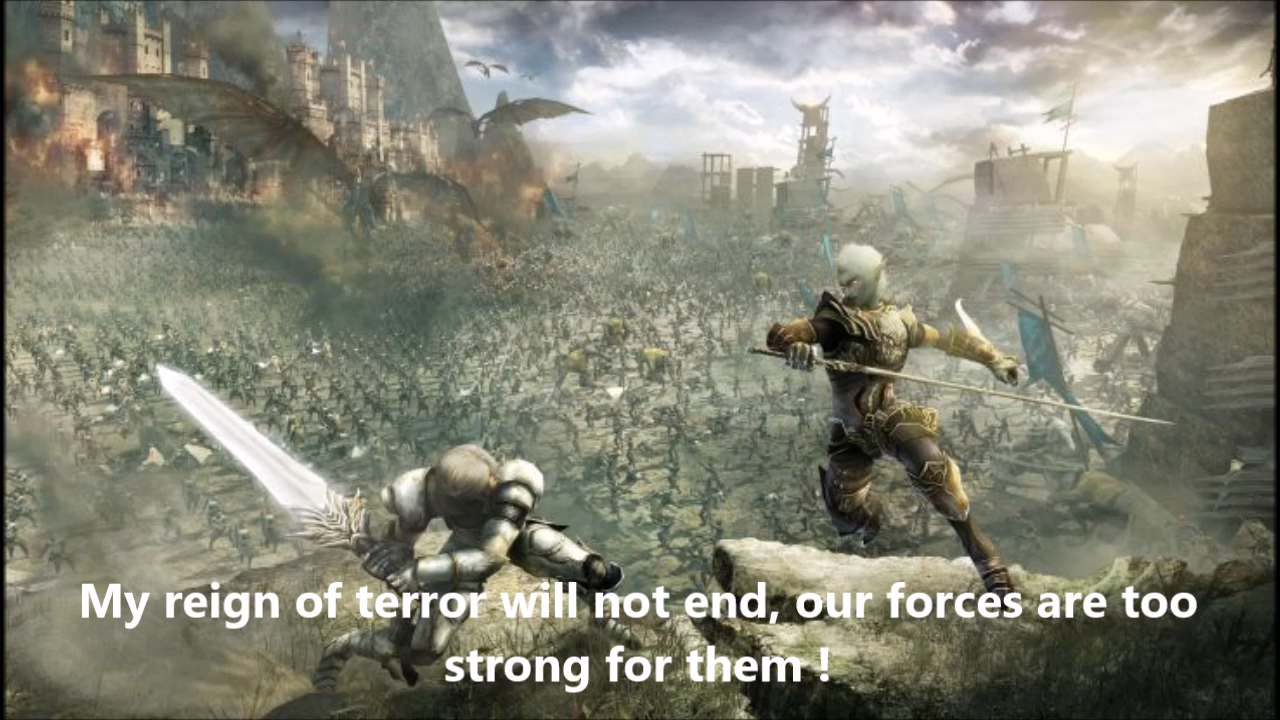 My reign of terror will not end, our forces are too
strong for them !